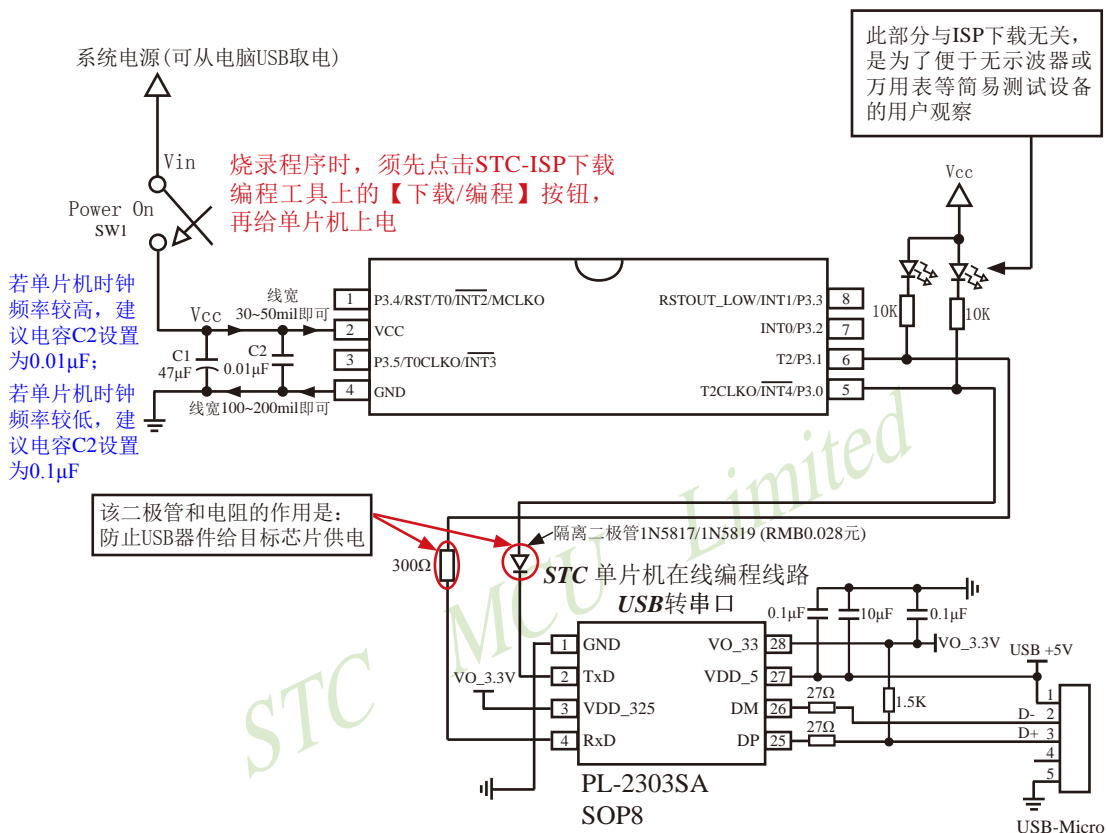 系统电源(可从电脑USB取电)
此部分与ISP下载无关，
是为了便于无示波器或
万用表等简易测试设备
的用户观察
Vin
Power On
SW1
烧录程序时，须先点击STC-ISP下载
编程工具上的【下载/编程】按钮，
再给单片机上电
Vcc
10K
10K
若单片机时钟
频率较高，建
议电容C2设置
为0.01μF；
若单片机时钟
频率较低，建
议电容C2设置
为0.1μF
Vcc
线宽
30~50mil即可
C1
47μF
C2
0.01μF
线宽100~200mil即可
1 P3.4/RST/T0/INT2/MCLKO
2 VCC
3 P3.5/T0CLKO/INT3
4 GND
RSTOUT_LOW/INT1/P3.3 8
INT0/P3.2 7
T2/P3.1 6
T2CLKO/INT4/P3.0 5
该二极管和电阻的作用是：
防止USB器件给目标芯片供电
300Ω
隔离二极管1N5817/1N5819 (RMB0.028元)
STC 单片机在线编程线路
USB转串口
STC MCU Limited
0.1μF
10μF
0.1μF
1 GND
2 TxD
3 VDD_325
4 RxD
VO_33 28
VDD_5 27
DM 26
DP 25
VO_3.3V
VO_3.3V
USB +5V
27Ω
27Ω
1.5K
D-
D+
1
2
3
4
5
PL-2303SA
SOP8
USB-Micro